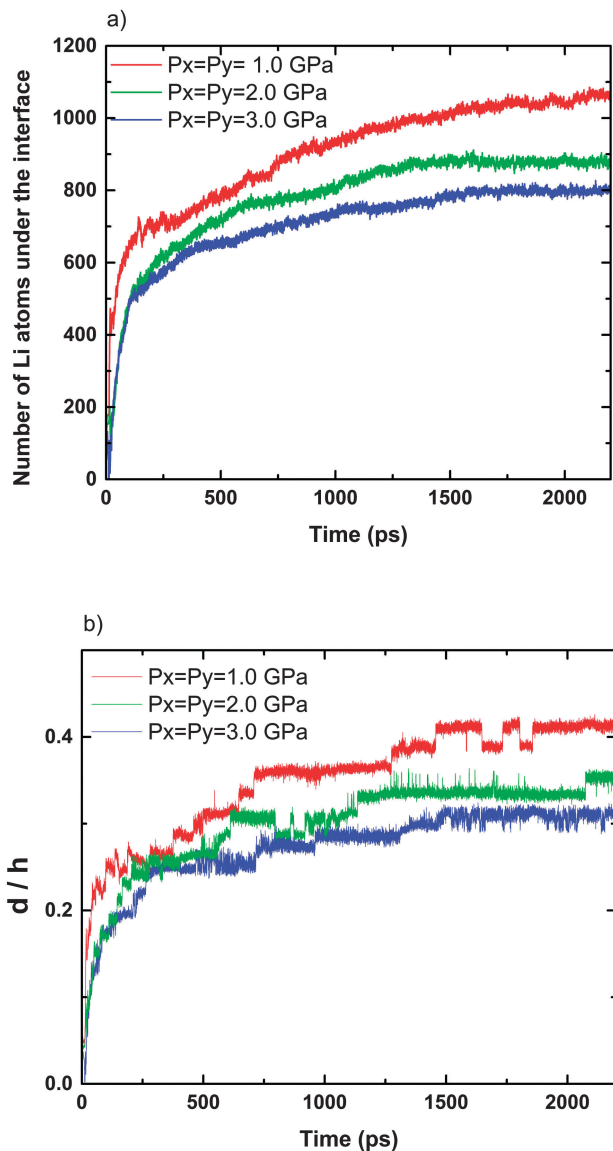 a)
1200
1000
800
600
400
200
0
Number of Li atoms under the interface
Px=Py= 1.0 GPa
Px=Py=2.0 GPa
Px=Py=3.0 GPa
0 500 1000 1500 2000
Time (ps)
b)
0.4
0.2
0.0
d / h
Px=Py=1.0 GPa
Px=Py=2.0 GPa
Px=Py=3.0 GPa
0 500 1000 1500 2000
Time (ps)